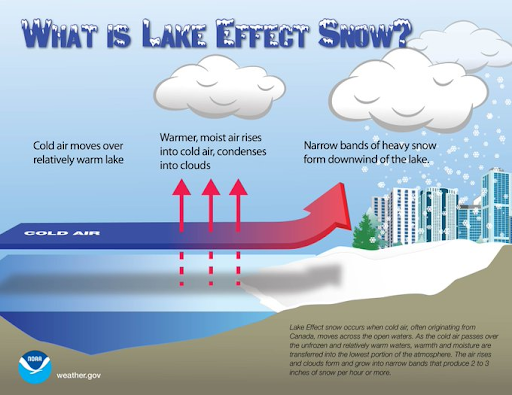 WHAT IS LAKE EFFECT SNOW?
Cold air moves over
relatively warm lake
Warmer, moist air rises
into cold air, condenses
into clouds
Narrow bands of heavy snow
form downwind of the lake.
COLD AIR
Lake Effect snow occurs when cold air, often originating from
Canada, moves across the open waters. As the cold air passes over
the unfrozen and relatively warm waters, warmth and moisture are
transferred into the lowest portion of the atmosphere. The air rises
and clouds form and grow into narrow bands that produce 2 to 3
inches of snow per hour or more.
NOAA
weather.gov